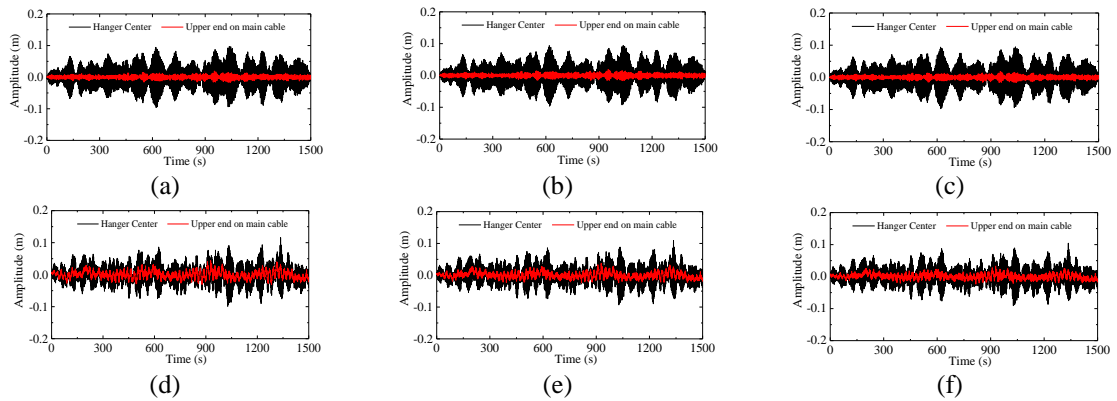 Hanger Center Upper end on main cable
0.2
0.1
0.0
-0.1
-0.2
Amplitude (m)
0 300 600 900 1200 1500
Time (s)
(a)
Hanger Center Upper end on main cable
0.2
0.1
0.0
-0.1
-0.2
Amplitude (m)
0 300 600 900 1200 1500
Time (s)
(b)
Hanger Center Upper end on main cable
0.2
0.1
0.0
-0.1
-0.2
Amplitude (m)
0 300 600 900 1200 1500
Time (s)
(c)
Hanger Center Upper end on main cable
0.2
0.1
0.0
-0.1
-0.2
Amplitude (m)
0 300 600 900 1200 1500
Time (s)
(d)
Hanger Center Upper end on main cable
0.2
0.1
0.0
-0.1
-0.2
Amplitude (m)
0 300 600 900 1200 1500
Time (s)
(e)
Hanger Center Upper end on main cable
0.2
0.1
0.0
-0.1
-0.2
Amplitude (m)
0 300 600 900 1200 1500
Time (s)
(f)